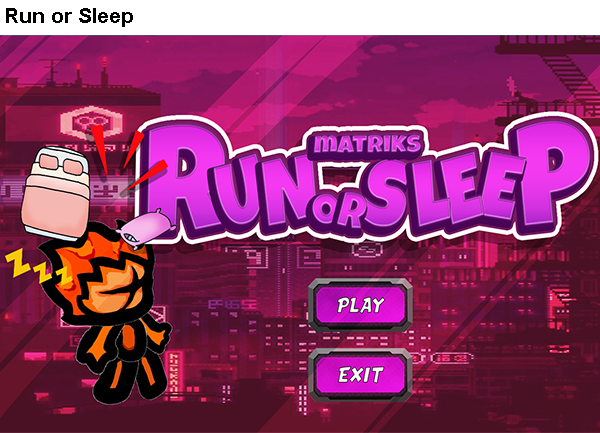 Run or Sleep
MATRIKS
RUN OR SLEEP
Z Z Z
PLAY
EXIT